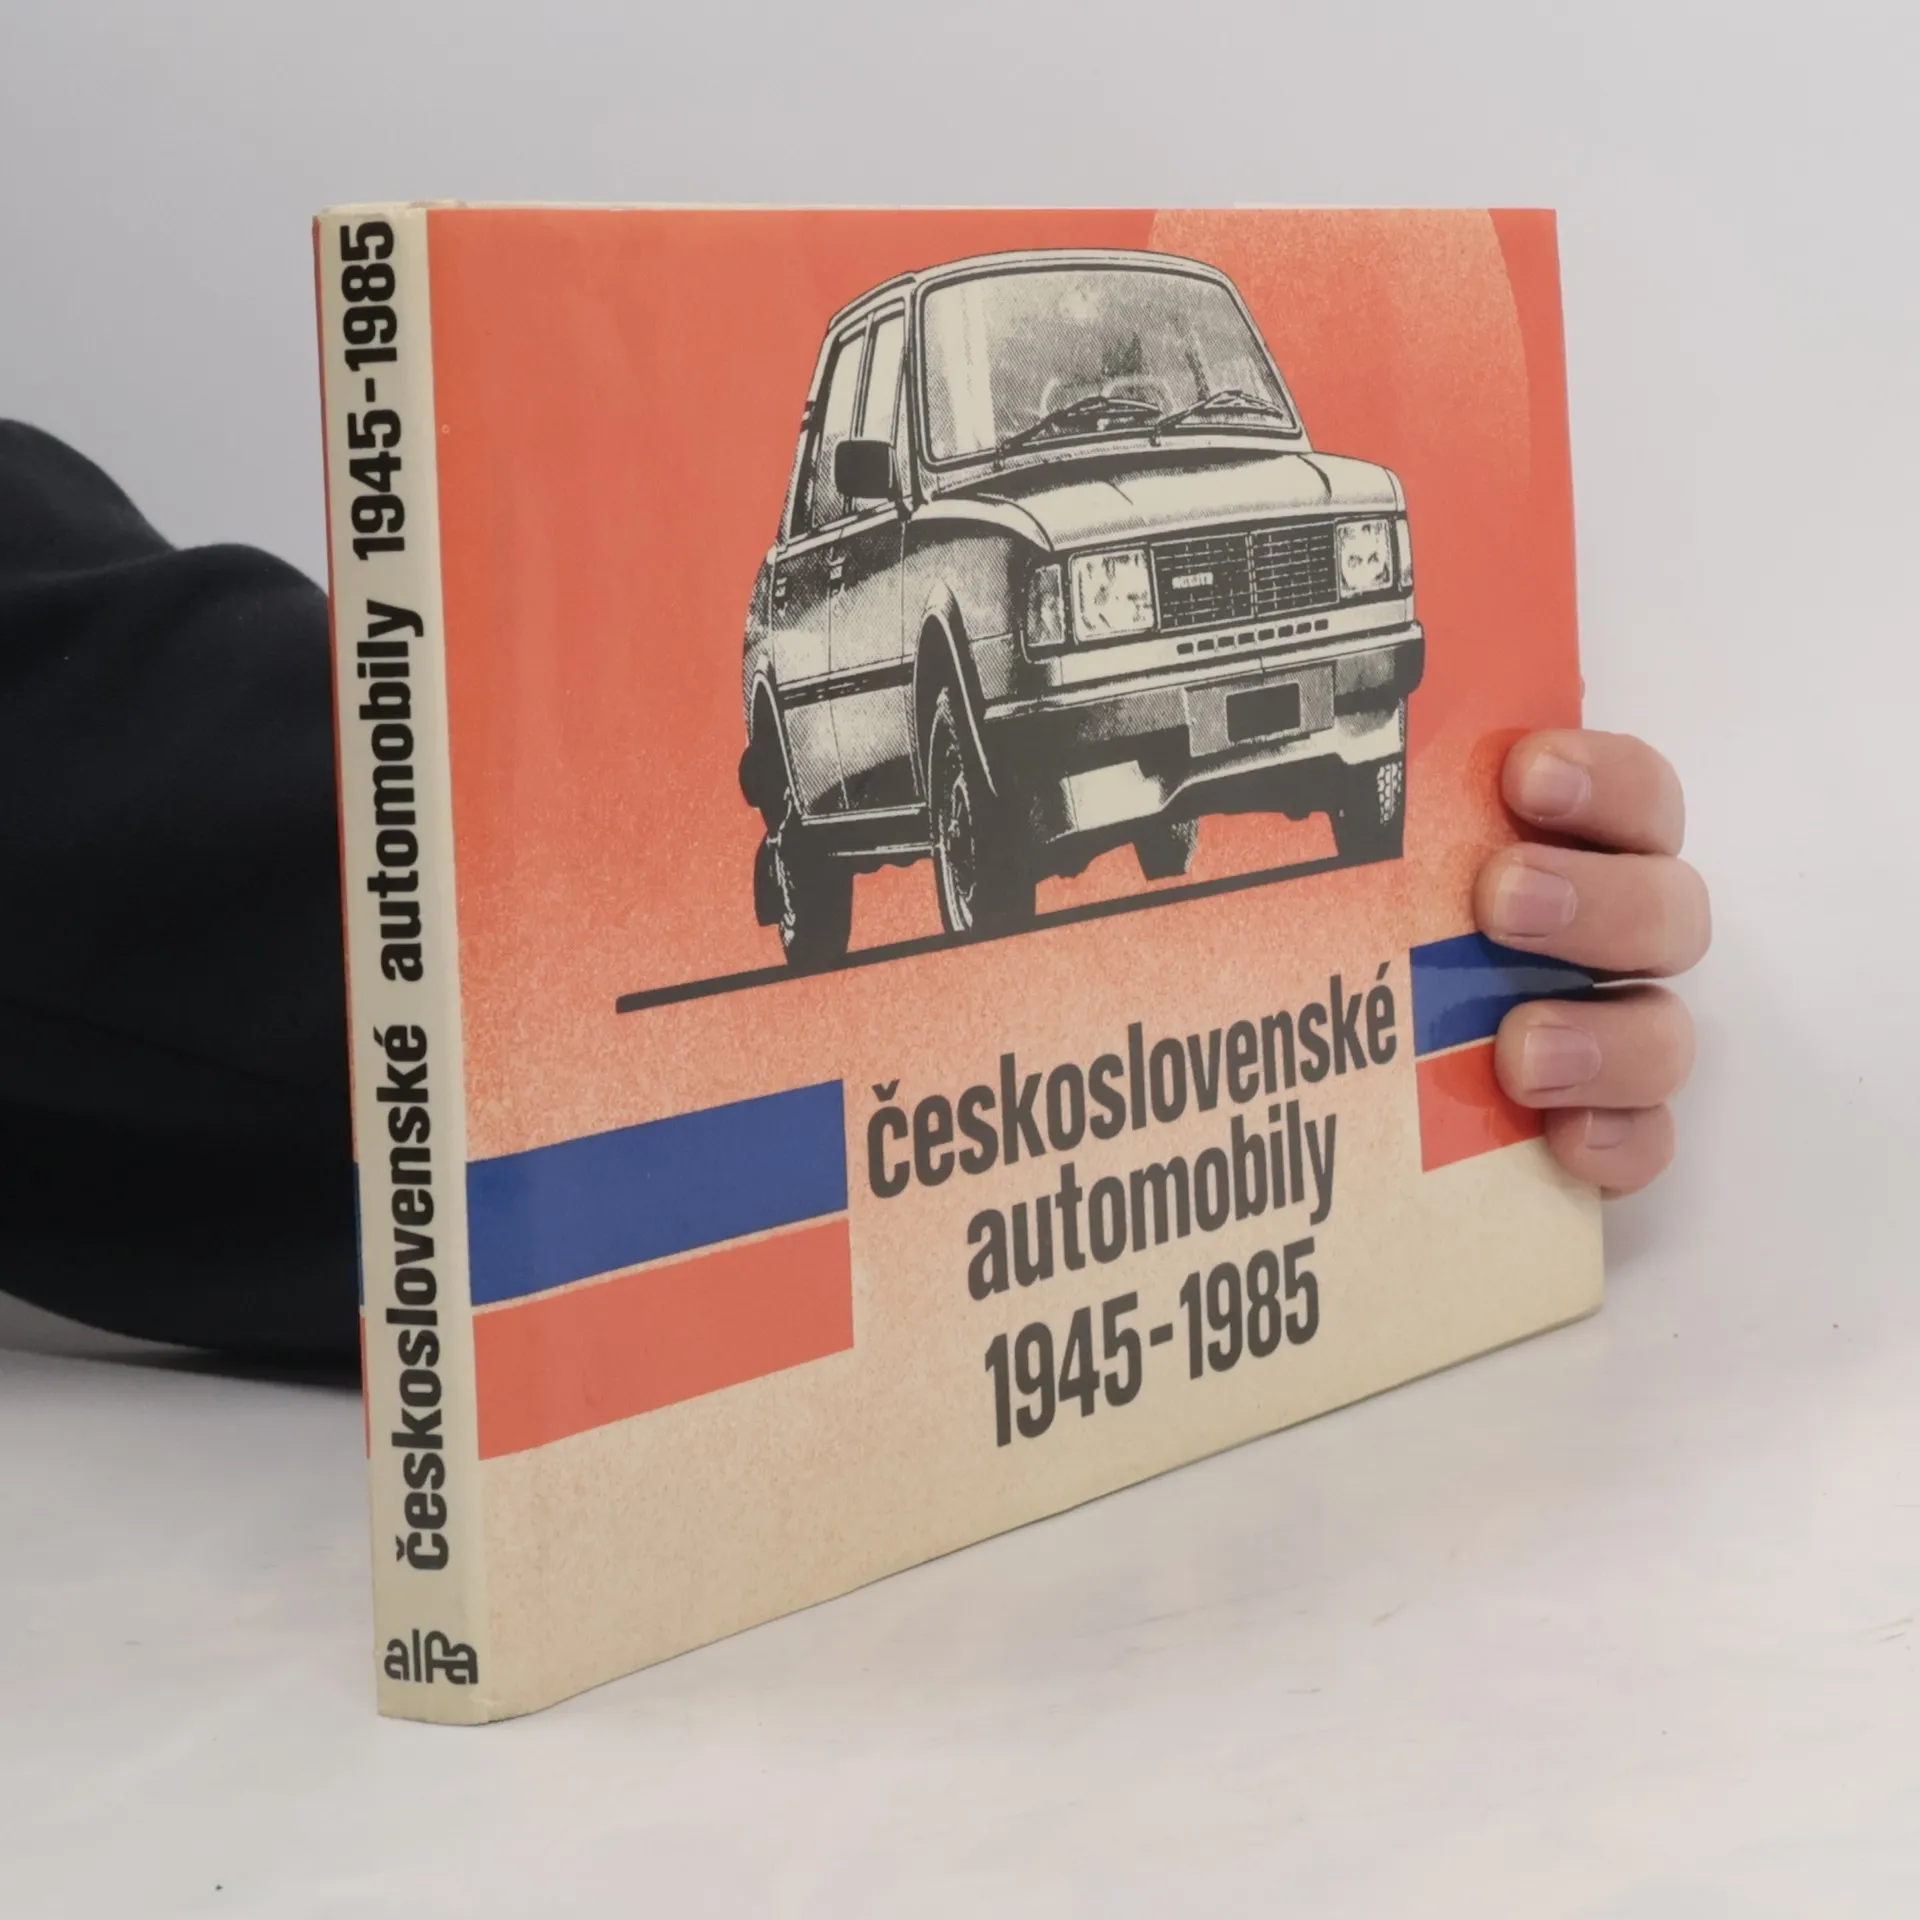 československé automobily 1945-1985
alfa
československé
automobily
1945-1985